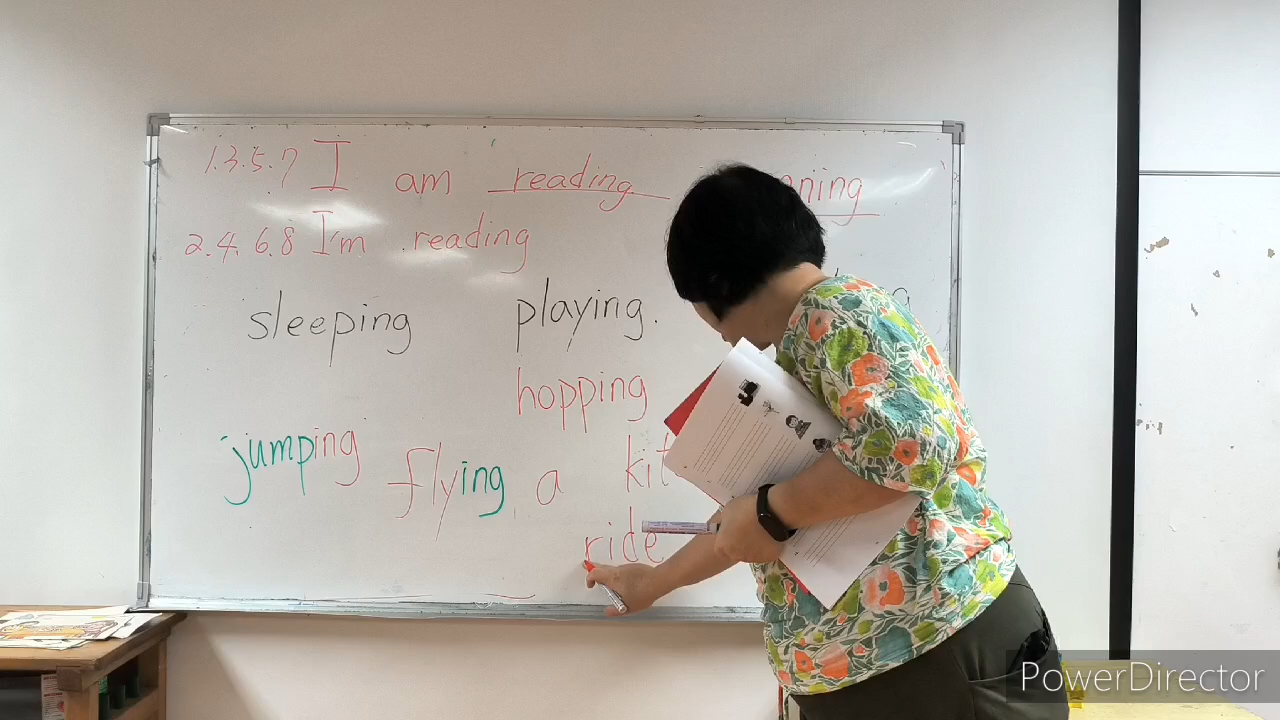 1.3.5.7 I am reading
2.4.6.8 I'm reading
sleeping playing.
hopping
jumping flying a
ride
PowerDirector